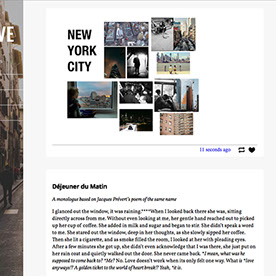 VE
NEW
YORK
CITY
11 seconds ago
Déjeuner du Matin
A monologue based on Jacques Prévert's poem of the same name
I glanced out the window, it was raining.****When I looked back there she was, sitting
directly across from me. Without even looking at me, her gentle hand reached out to picked
up her cup of coffee. She added in milk and sugar and began to stir. She didn't speak a word
to me. She stared out the window, deep in her thoughts, as she slowly sipped her coffee.
Then she lit a cigarette, and as smoke filled the room, I looked at her with pleading eyes.
After a few minutes she got up, she didn't even acknowledge that I was there, she just put on
her rain coat and quietly walked out the door. She never came back. "I mean, what was he
supposed to come back to? "Me? No. Love doesn't work when its only felt one way. What is "love
anyways?! A golden ticket to the world of heart break? Yeah, "it is.